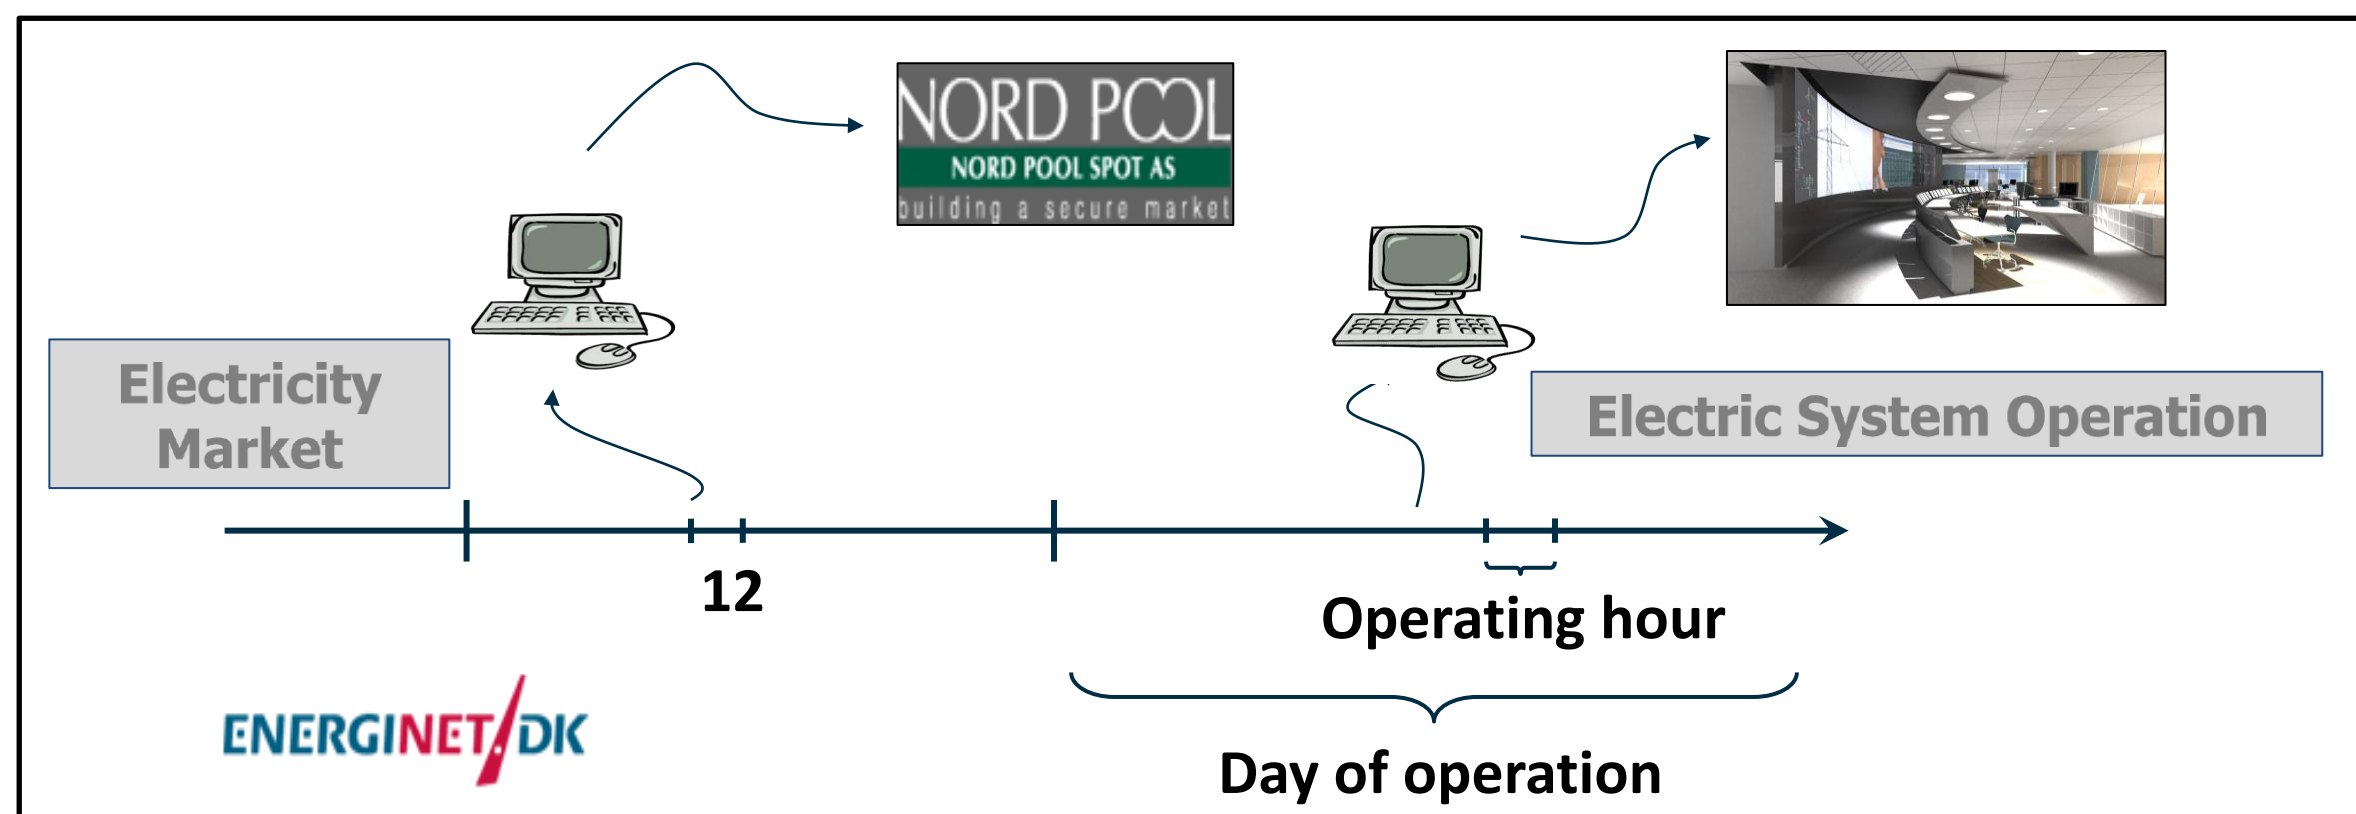 NORD POOL
NORD POOL SPOT AS
building a secure market
Electricity
Market
Electric System Operation
12
Operating hour
ENERGINET/DK
Day of operation